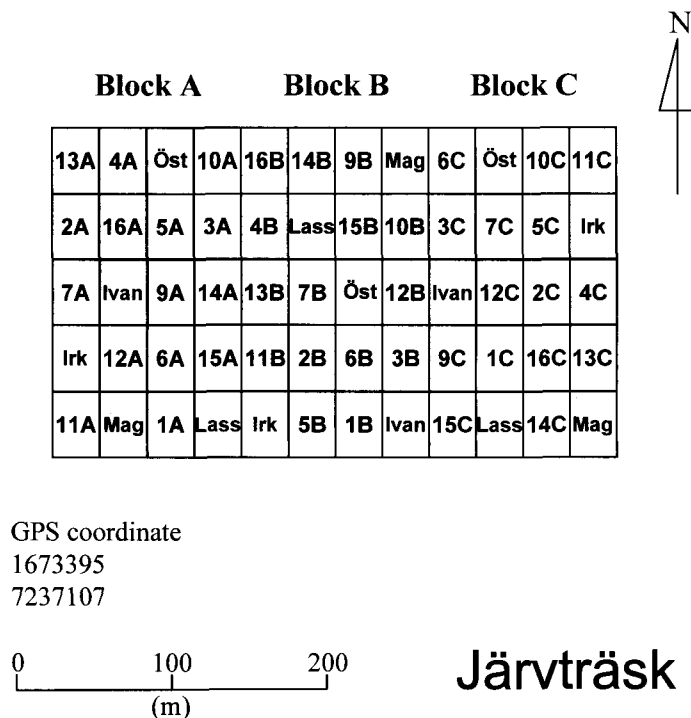 N
Block A Block B Block C
13A 4A Öst 10A 16B 14B 9B Mag 6C Öst 10C 11C
2A 16A 5A 3A 4B Lass 15B 10B 3C 7C 5C Irk
7A Ivan 9A 14A 13B 7B Öst 12B Ivan 12C 2C 4C
Irk 12A 6A 15A 11B 2B 6B 3B 9C 1C 16C 13C
11A Mag 1A Lass Irk 5B 1B Ivan 15C Lass 14C Mag
GPS coordinate
1673395
7237107
0 100 200
(m)
Järvträsk